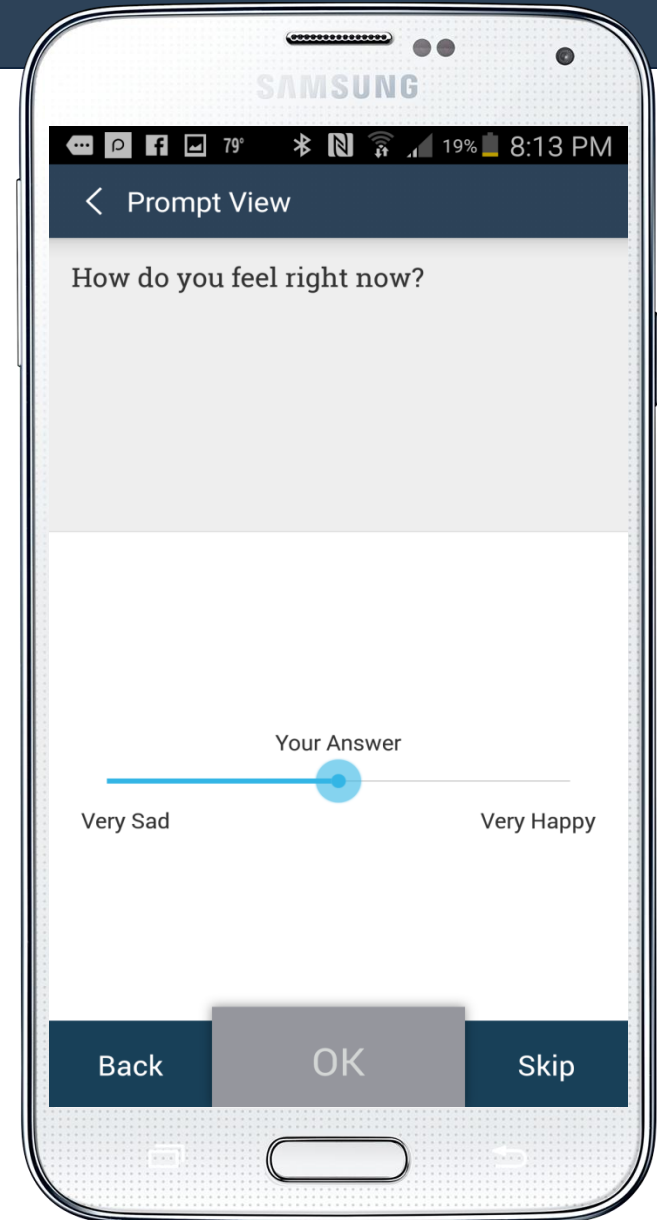 SAMSUNG
79° 19% 8:13 PM
Prompt View
How do you feel right now?
Your Answer
Very Sad Very Happy
Back OK Skip